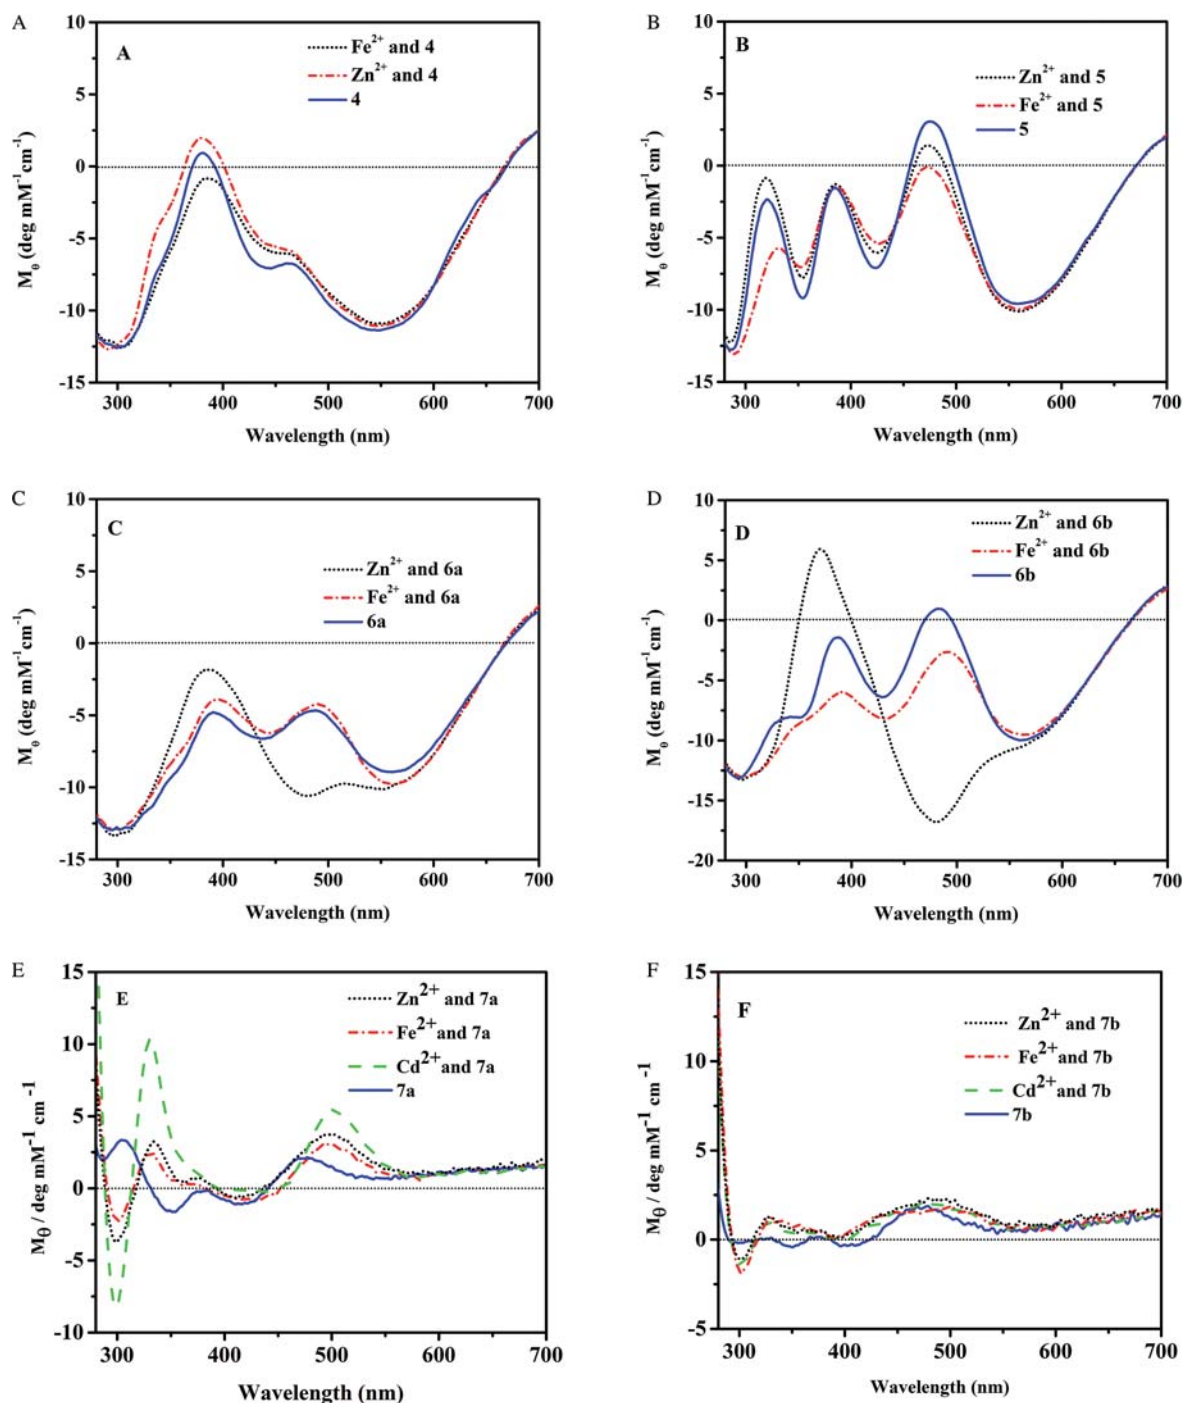 A
B
10
5
0
-5
-10
-15
M_θ (deg mM⁻¹cm⁻¹)
A
Fe²⁺ and 4
Zn²⁺ and 4
4
300 400 500 600 700
Wavelength (nm)
10
5
0
-5
-10
-15
M_θ (deg mM⁻¹cm⁻¹)
B
Zn²⁺ and 5
Fe²⁺ and 5
5
300 400 500 600 700
Wavelength (nm)
C
D
10
5
0
-5
-10
-15
M_θ (deg mM⁻¹cm⁻¹)
C
Zn²⁺ and 6a
Fe²⁺ and 6a
6a
300 400 500 600 700
Wavelength (nm)
10
5
0
-5
-10
-15
-20
M_θ (deg mM⁻¹cm⁻¹)
D
Zn²⁺ and 6b
Fe²⁺ and 6b
6b
300 400 500 600 700
Wavelength (nm)
E
F
15
10
5
0
-5
-10
Mθ / deg mM⁻¹ cm⁻¹
E
Zn²⁺ and 7a
Fe²⁺ and 7a
Cd²⁺ and 7a
7a
300 400 500 600 700
Wavelength (nm)
15
10
5
0
-5
Mθ / deg mM⁻¹ cm⁻¹
F
Zn²⁺ and 7b
Fe²⁺ and 7b
Cd²⁺ and 7b
7b
300 400 500 600 700
Wavelength (nm)